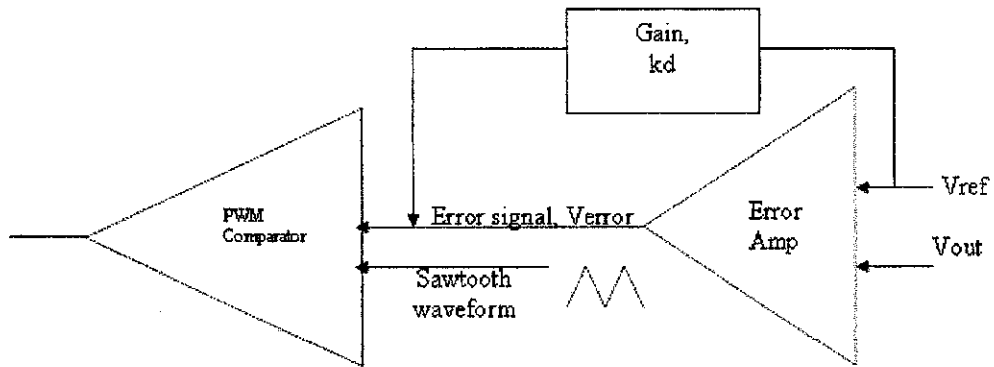 Gain,
kd
Vref
Error signal, Verror
PWM
Comparator
Error
Amp
Vout
Sawtooth
waveform